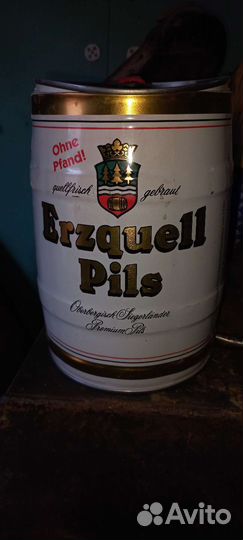 Ohne
Pfand!
quellfrisch gebraut
Erzquell
Pils
Oberbergisch Siegerländer
Premium Pils
Avito